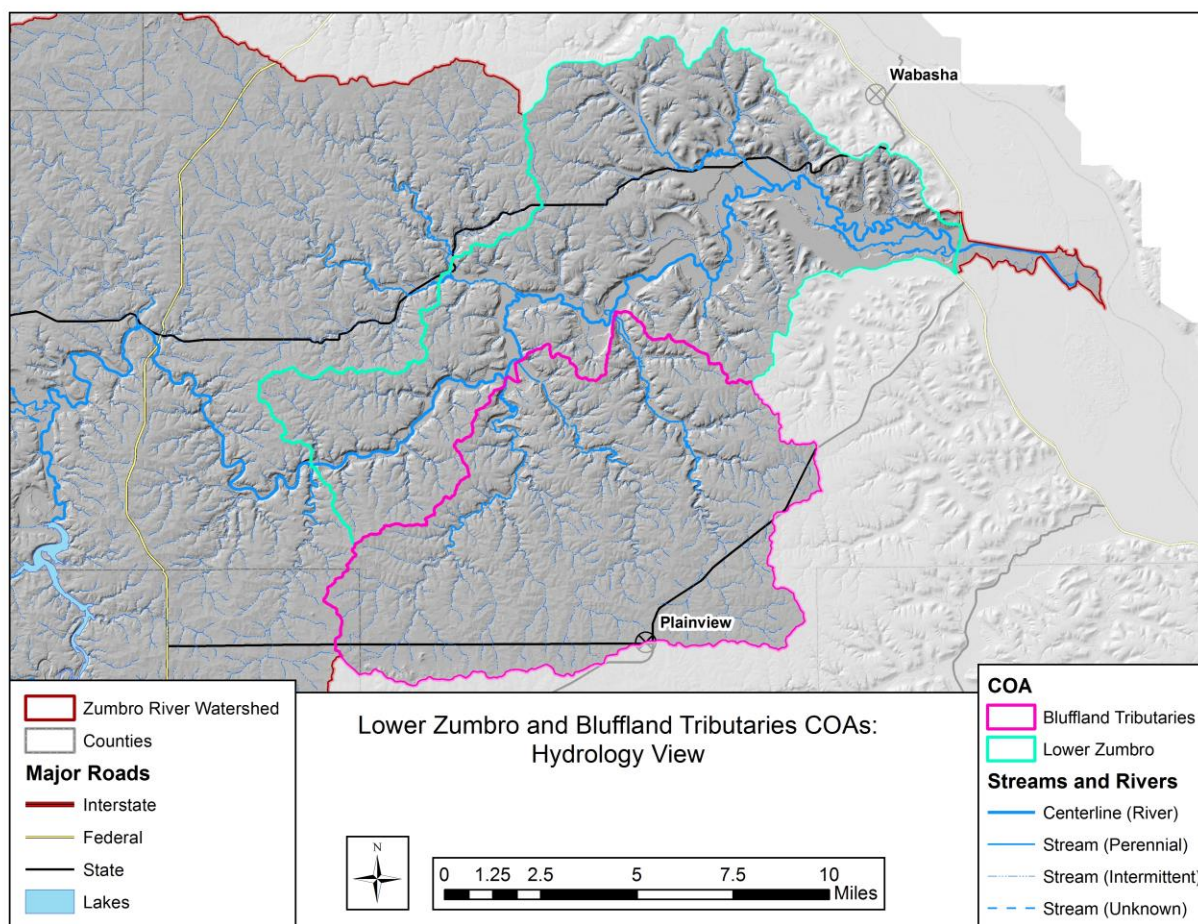 Wabasha
Plainview
Zumbro River Watershed
Counties
Major Roads
Interstate
Federal
State
Lakes
Lower Zumbro and Bluffland Tributaries COAs:
Hydrology View
N
0 1.25 2.5 5 7.5 10
Miles
COA
Bluffland Tributaries
Lower Zumbro
Streams and Rivers
Centerline (River)
Stream (Perennial)
Stream (Intermittent)
Stream (Unknown)